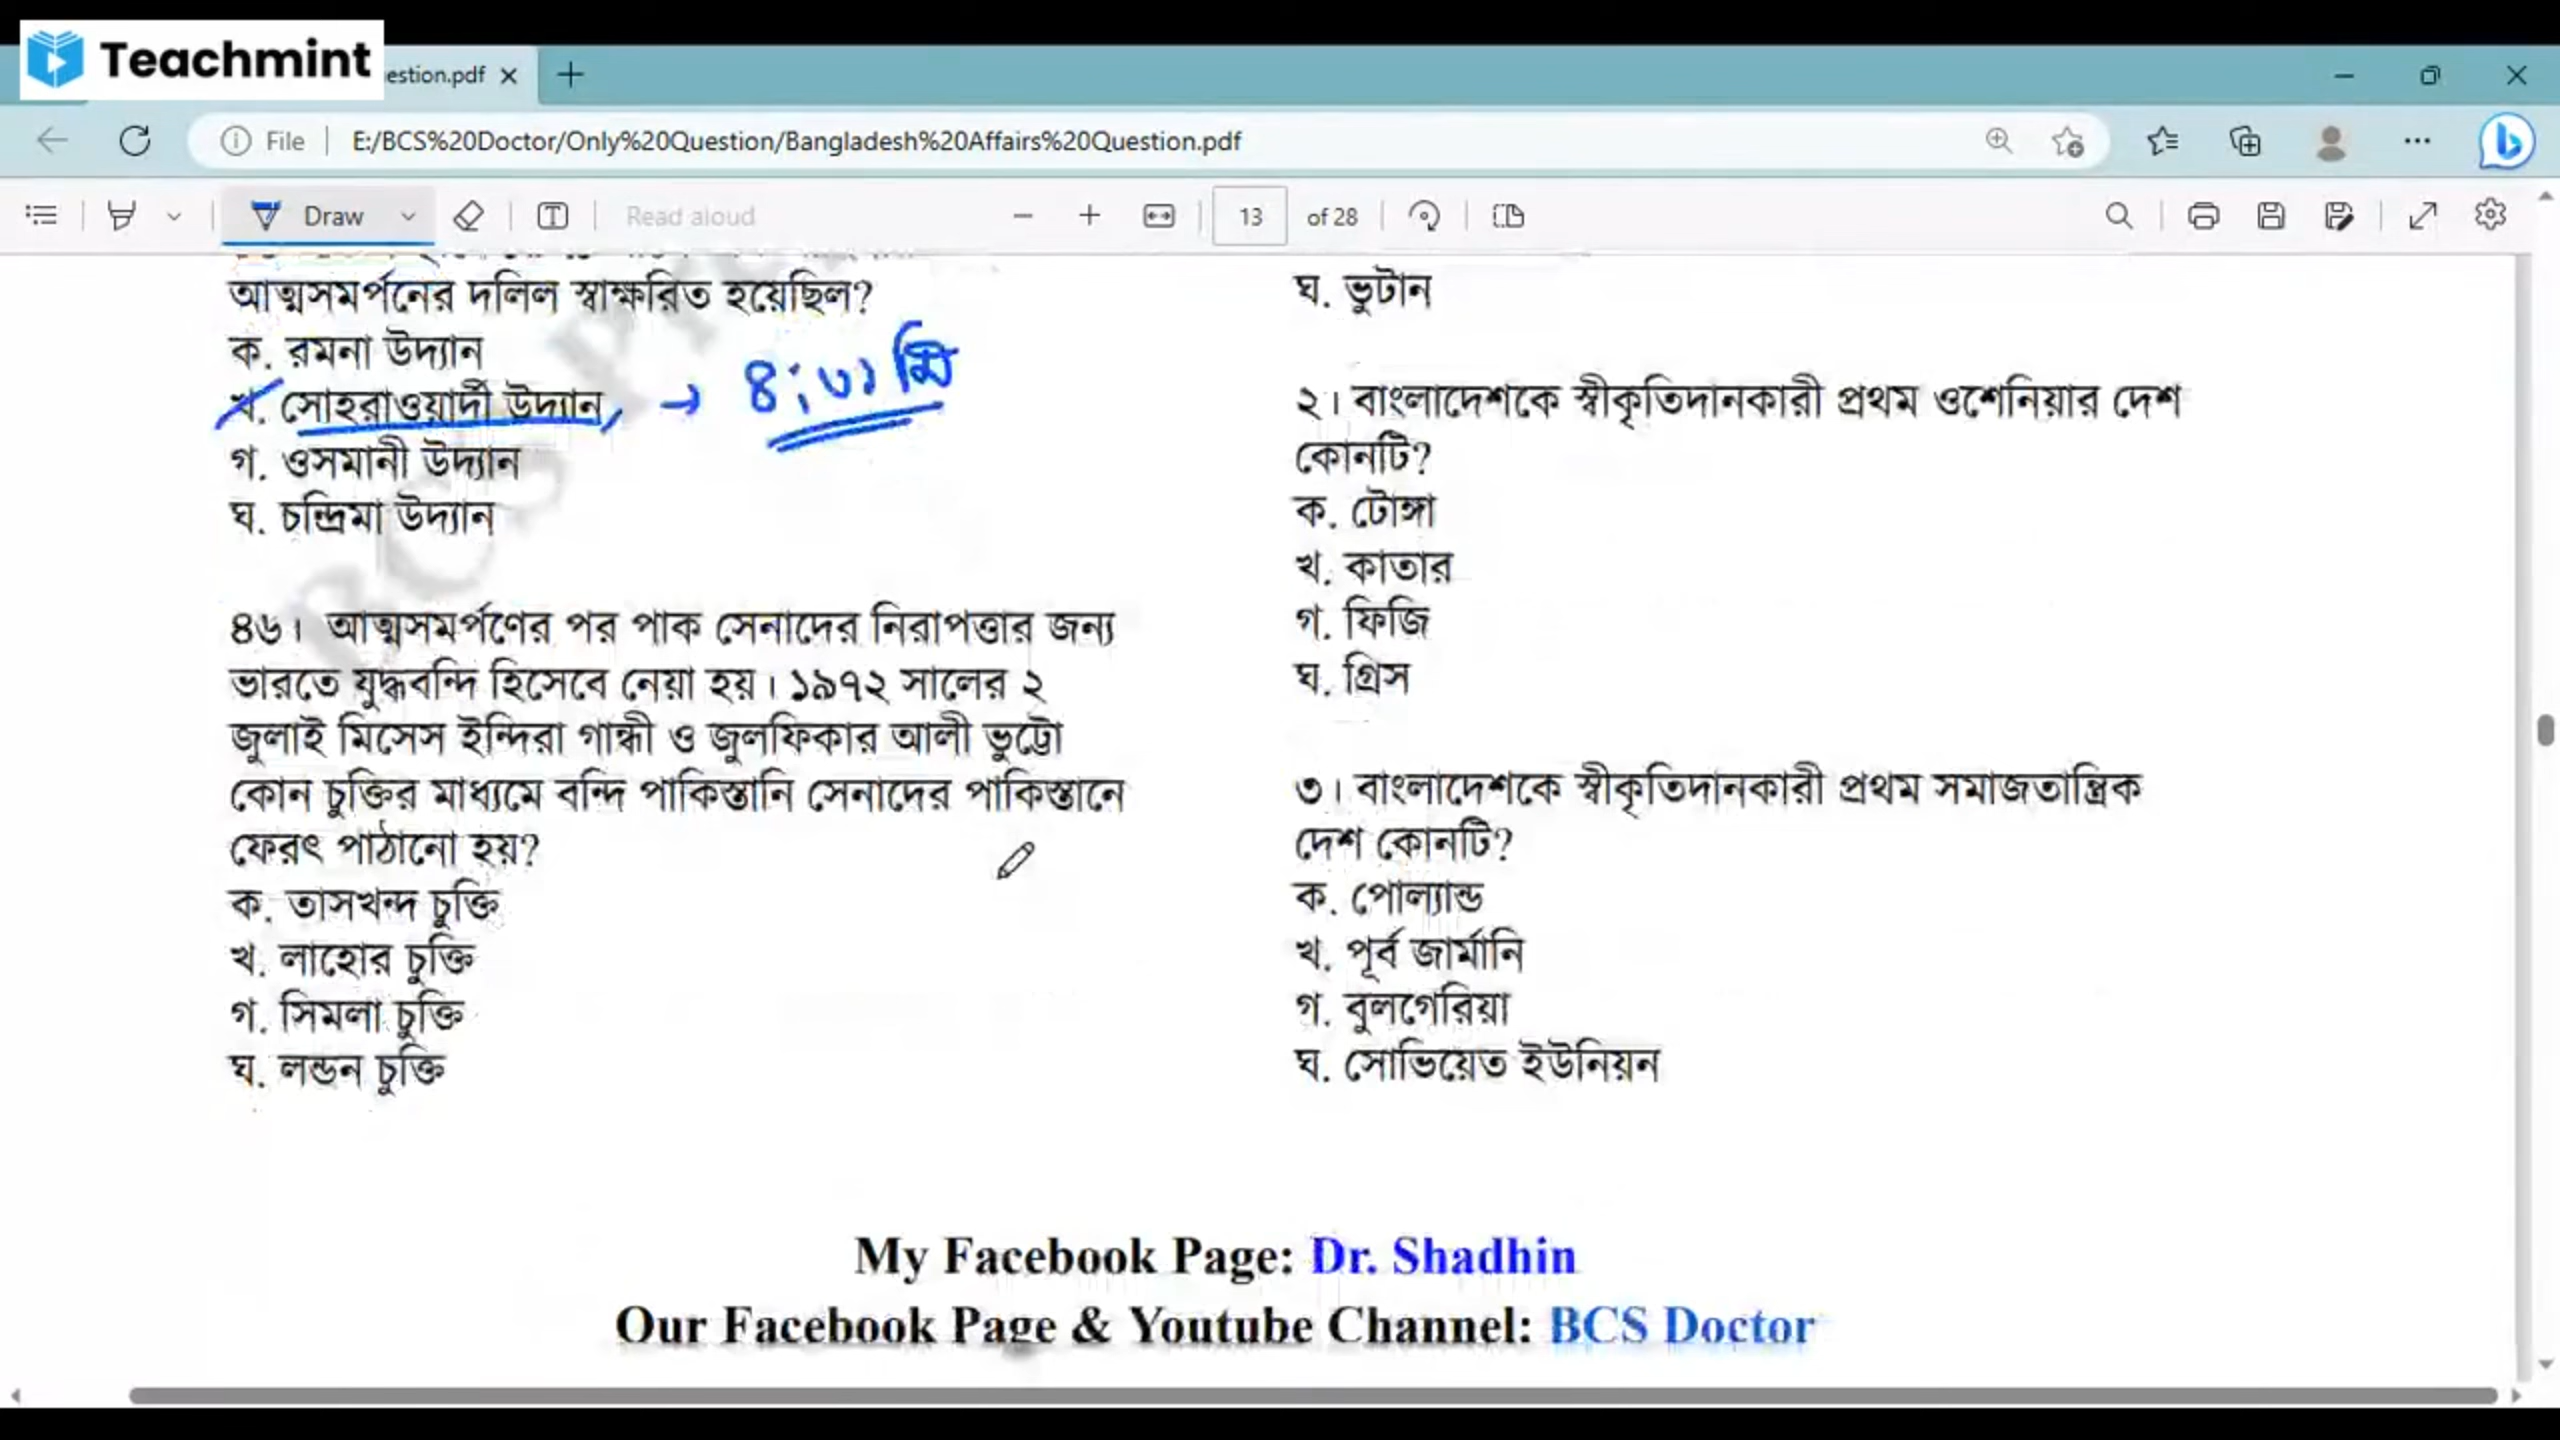 Teachmint
estion.pdf
File
E:/BCS%20Doctor/Only%20Question/Bangladesh%20Affairs%20Question.pdf
Draw
Read aloud
13 of 28
আত্মসমর্পনের দলিল স্বাক্ষরিত হয়েছিল?
ক. রমনা উদ্যান
খ. সোহরাওয়ার্দী উদ্যান → ৪:৩১ মি
গ. ওসমানী উদ্যান
ঘ. চন্দ্রিমা উদ্যান
৪৬। আত্মসমর্পণের পর পাক সেনাদের নিরাপত্তার জন্য
ভারতে যুদ্ধবন্দি হিসেবে নেয়া হয়। ১৯৭২ সালের ২
জুলাই মিসেস ইন্দিরা গান্ধী ও জুলফিকার আলী ভুট্টো
কোন চুক্তির মাধ্যমে বন্দি পাকিস্তানি সেনাদের পাকিস্তানে
ফেরৎ পাঠানো হয়?
ক. তাসখন্দ চুক্তি
খ. লাহোর চুক্তি
গ. সিমলা চুক্তি
ঘ. লন্ডন চুক্তি
ঘ. ভুটান
২। বাংলাদেশকে স্বীকৃতিদানকারী প্রথম ওশেনিয়ার দেশ
কোনটি?
ক. টোঙ্গা
খ. কাতার
গ. ফিজি
ঘ. গ্রিস
৩। বাংলাদেশকে স্বীকৃতিদানকারী প্রথম সমাজতান্ত্রিক
দেশ কোনটি?
ক. পোল্যান্ড
খ. পূর্ব জার্মানি
গ. বুলগেরিয়া
ঘ. সোভিয়েত ইউনিয়ন
My Facebook Page: Dr. Shadhin
Our Facebook Page & Youtube Channel: BCS Doctor